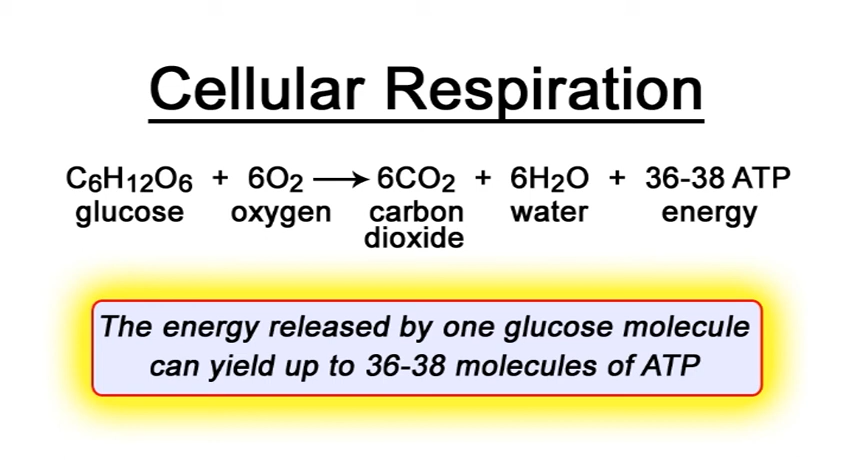 Cellular Respiration
C6H12O6 + 6O2 ⟶ 6CO2 + 6H2O + 36-38 ATP
glucose oxygen carbon water energy
dioxide
The energy released by one glucose molecule
can yield up to 36-38 molecules of ATP